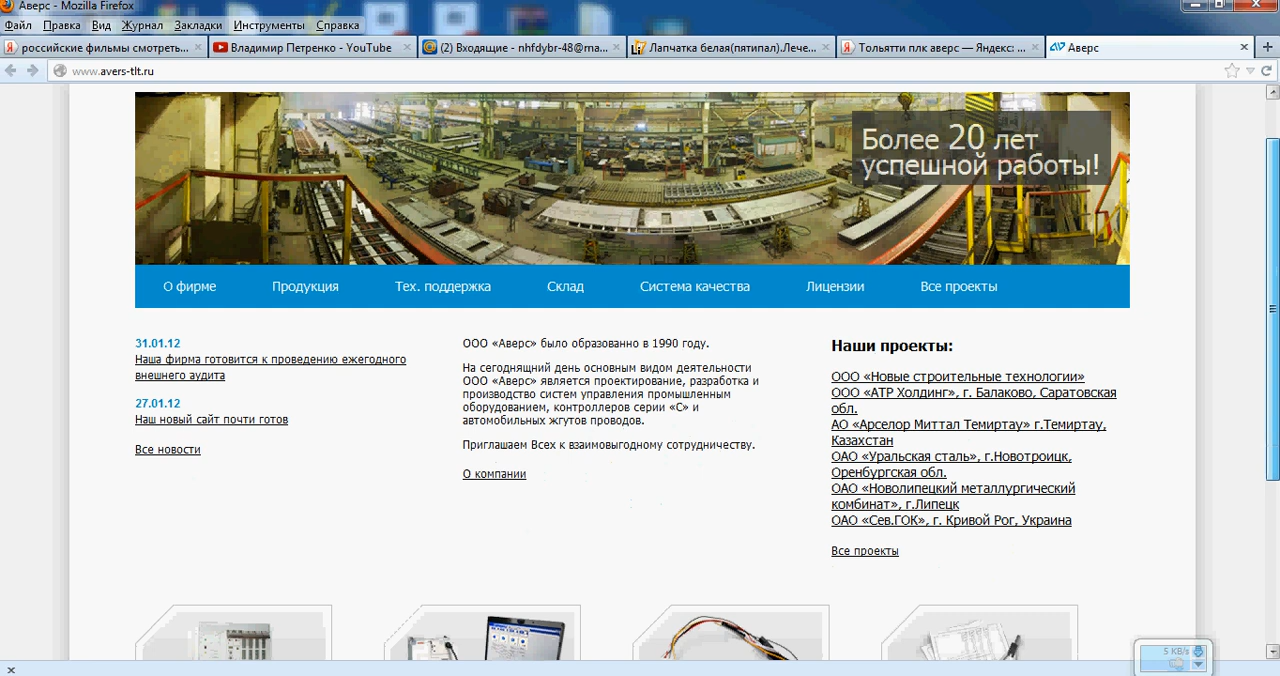 Аверс - Mozilla Firefox
Файл Правка Вид Журнал Закладки Инструменты Справка
российские фильмы смотреть... Владимир Петренко - YouTube (2) Входящие - nhfdybr-48@ma... Лапчатка белая(пятипал).Лече... Тольятти плк аверс — Яндекс: ... Аверс
www.avers-tlt.ru
Более 20 лет
успешной работы!
О фирме Продукция Тех. поддержка Склад Система качества Лицензии Все проекты
31.01.12
Наша фирма готовится к проведению ежегодного
внешнего аудита
27.01.12
Наш новый сайт почти готов
Все новости
ООО «Аверс» было образованно в 1990 году.
На сегоднящий день основным видом деятельности
ООО «Аверс» является проектирование, разработка и
производство систем управления промышленным
оборудованием, контроллеров серии «С» и
автомобильных жгутов проводов.
Приглашаем Всех к взаимовыгодному сотрудничеству.
О компании
Наши проекты:
ООО «Новые строительные технологии»
ООО «АТР Холдинг», г. Балаково, Саратовская
обл.
АО «Арселор Миттал Темиртау» г.Темиртау,
Казахстан
ОАО «Уральская сталь», г.Новотроицк,
Оренбургская обл.
ОАО «Новолипецкий металлургический
комбинат», г.Липецк
ОАО «Сев.ГОК», г. Кривой Рог, Украина
Все проекты
5 KB/s